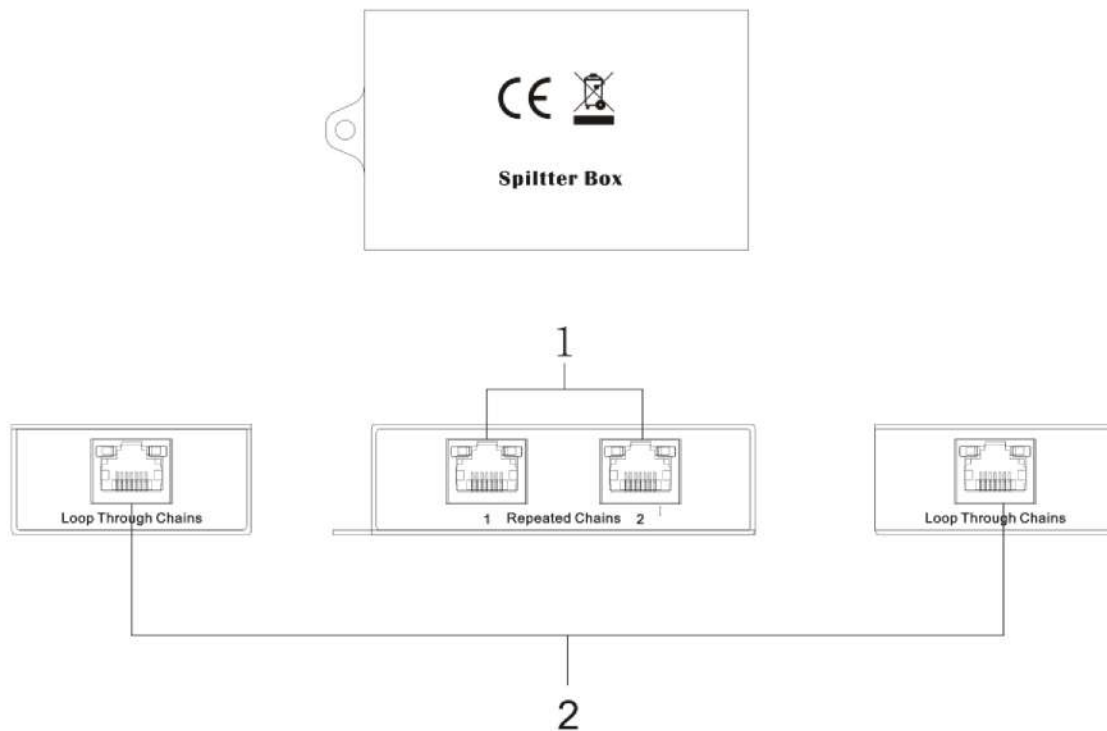 CE
Spiltter Box
1
Loop Through Chains
1 Repeated Chains 2
Loop Through Chains
2